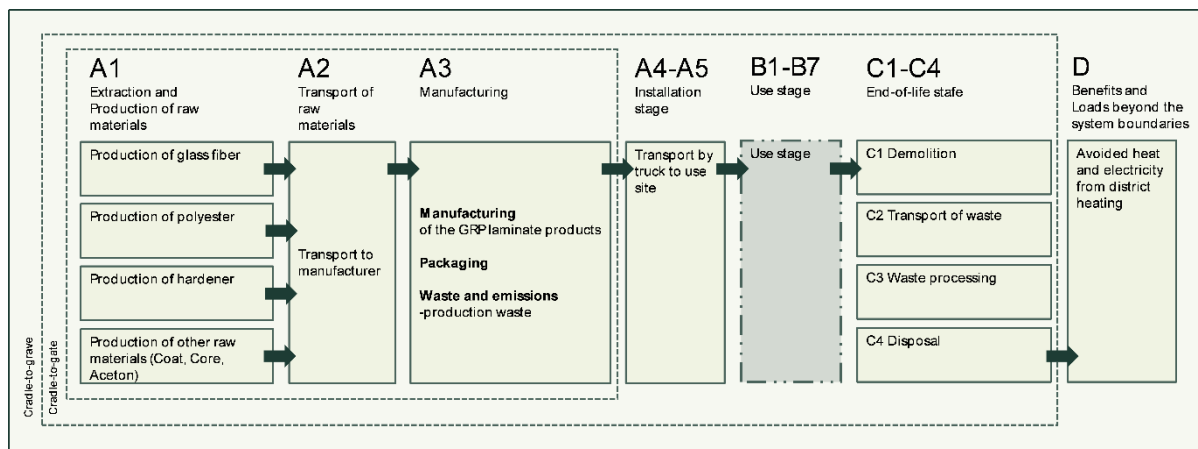 A1
Extraction and
Production of raw
materials
A2
Transport of
raw
materials
A3
Manufacturing
A4-A5
Installation
stage
B1-B7
Use stage
C1-C4
End-of-life stafe
D
Benefits and
Loads beyond the
system boundaries
Production of glass fiber
Production of polyester
Production of hardener
Production of other raw
materials (Coat, Core,
Aceton)
Transport to
manufacturer
Manufacturing
of the GRP laminate products
Packaging
Waste and emissions
-production waste
Transport by
truck to use
site
Use stage
C1 Demolition
C2 Transport of waste
C3 Waste processing
C4 Disposal
Avoided heat
and electricity
from district
heating
Cradle-to-grave
Cradle-to-gate